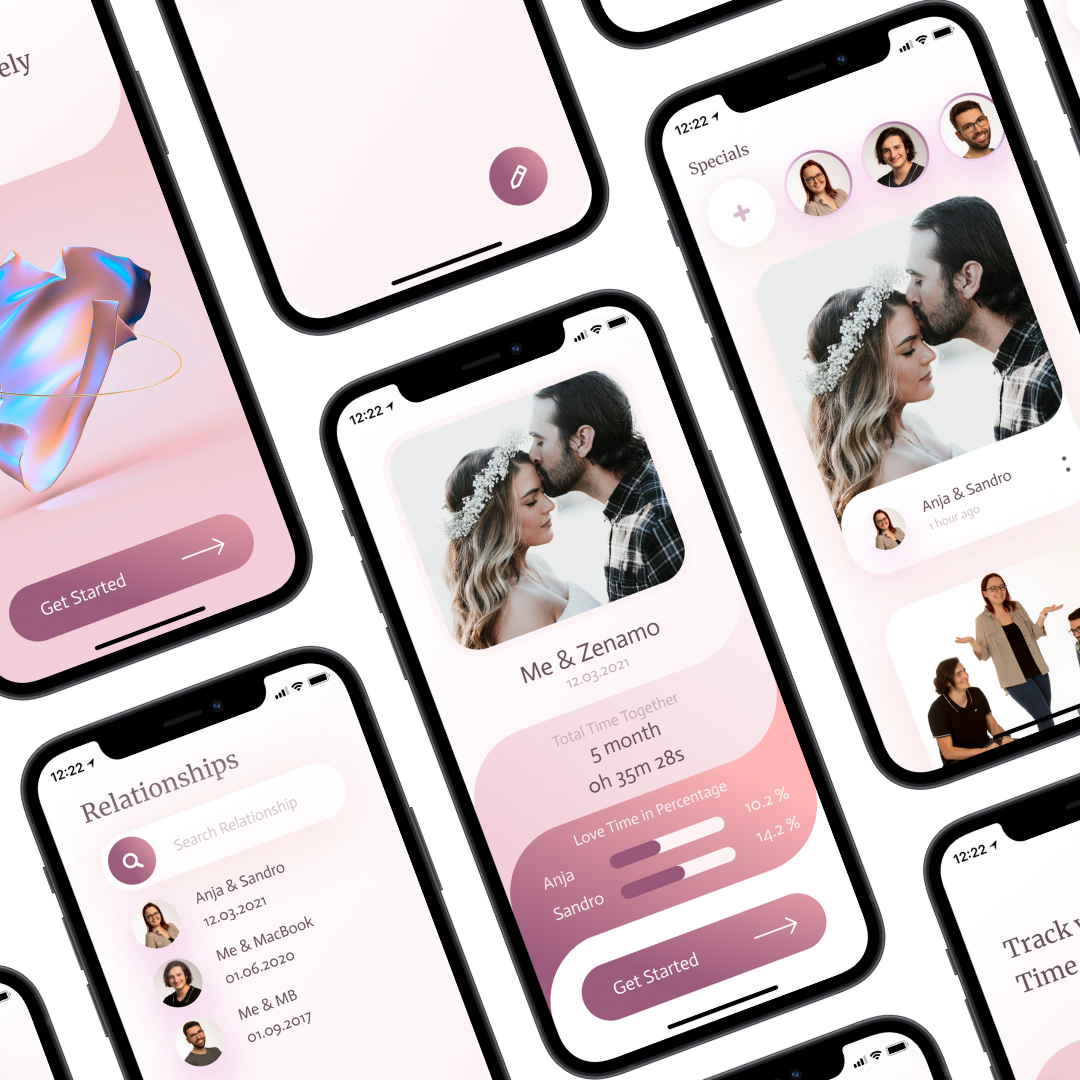 ely
Get Started
12:22
Specials
Anja & Sandro
1 hour ago
12:22
Me & Zenamo
12.03.2021
Total Time Together
5 month
0h 35m 28s
Love Time in Percentage
Anja
10.2 %
Sandro
14.2 %
Get Started
12:22
Relationships
Search Relationship
Anja & Sandro
12.03.2021
Me & MacBook
01.06.2020
Me & MB
01.09.2017
12:22
Track
Time